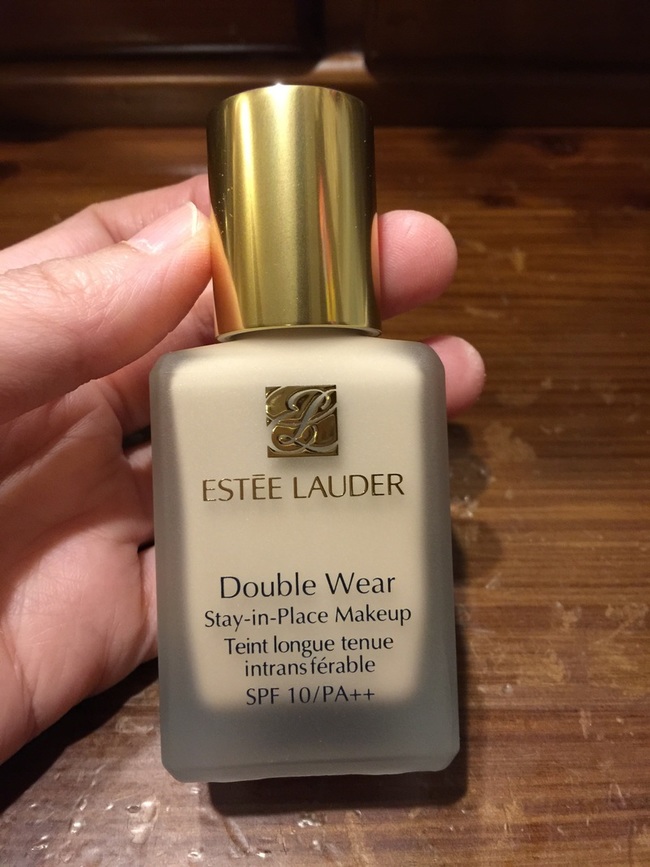 ESTĒE LAUDER
Double Wear
Stay-in-Place Makeup
Teint longue tenue
intransférable
SPF 10/PA++